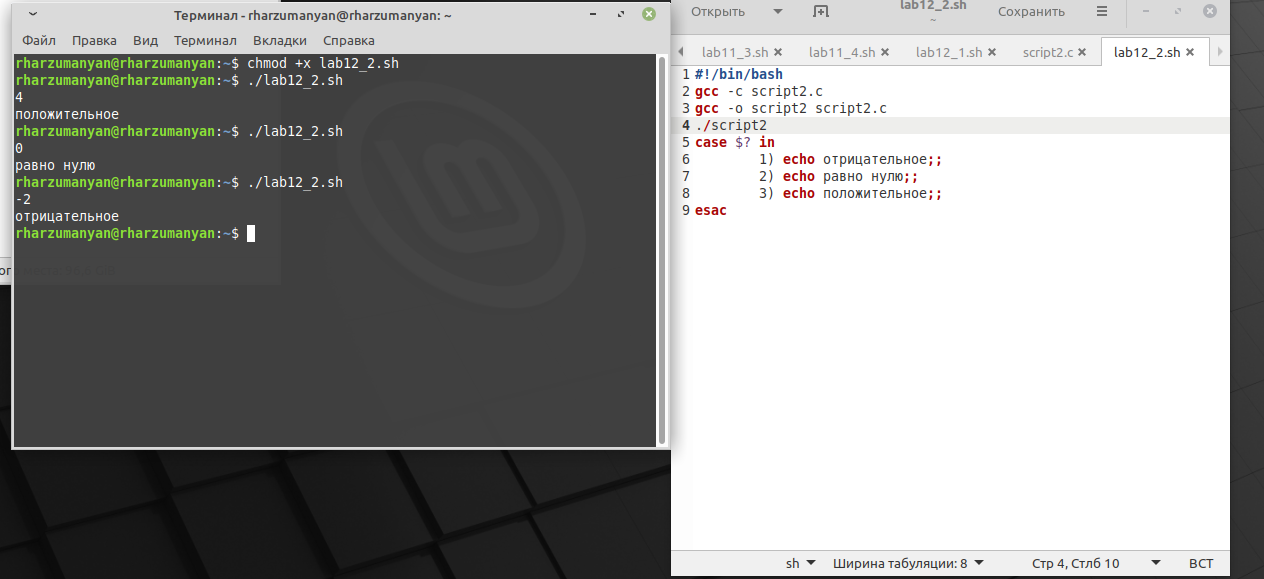 Терминал - rharzumanyan@rharzumanyan: ~
Файл Правка Вид Терминал Вкладки Справка
rharzumanyan@rharzumanyan:~$ chmod +x lab12_2.sh
rharzumanyan@rharzumanyan:~$ ./lab12_2.sh
4
положительное
rharzumanyan@rharzumanyan:~$ ./lab12_2.sh
0
равно нулю
rharzumanyan@rharzumanyan:~$ ./lab12_2.sh
-2
отрицательное
rharzumanyan@rharzumanyan:~$
Открыть lab12_2.sh Сохранить
~
lab11_3.sh lab11_4.sh lab12_1.sh script2.c lab12_2.sh
1 #!/bin/bash
2 gcc -c script2.c
3 gcc -o script2 script2.c
4 ./script2
5 case $? in
6 1) echo отрицательное;;
7 2) echo равно нулю;;
8 3) echo положительное;;
9 esac
sh Ширина табуляции: 8 Стр 4, Стлб 10 ВСТ